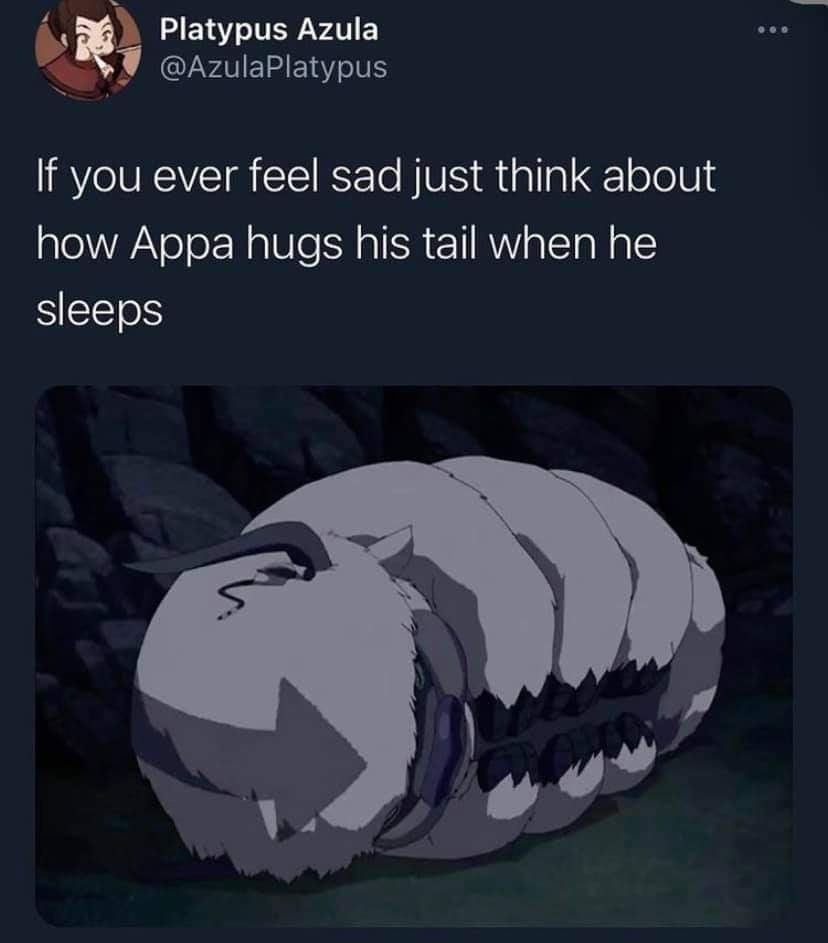 Platypus Azula
@AzulaPlatypus
If you ever feel sad just think about
how Appa hugs his tail when he
sleeps